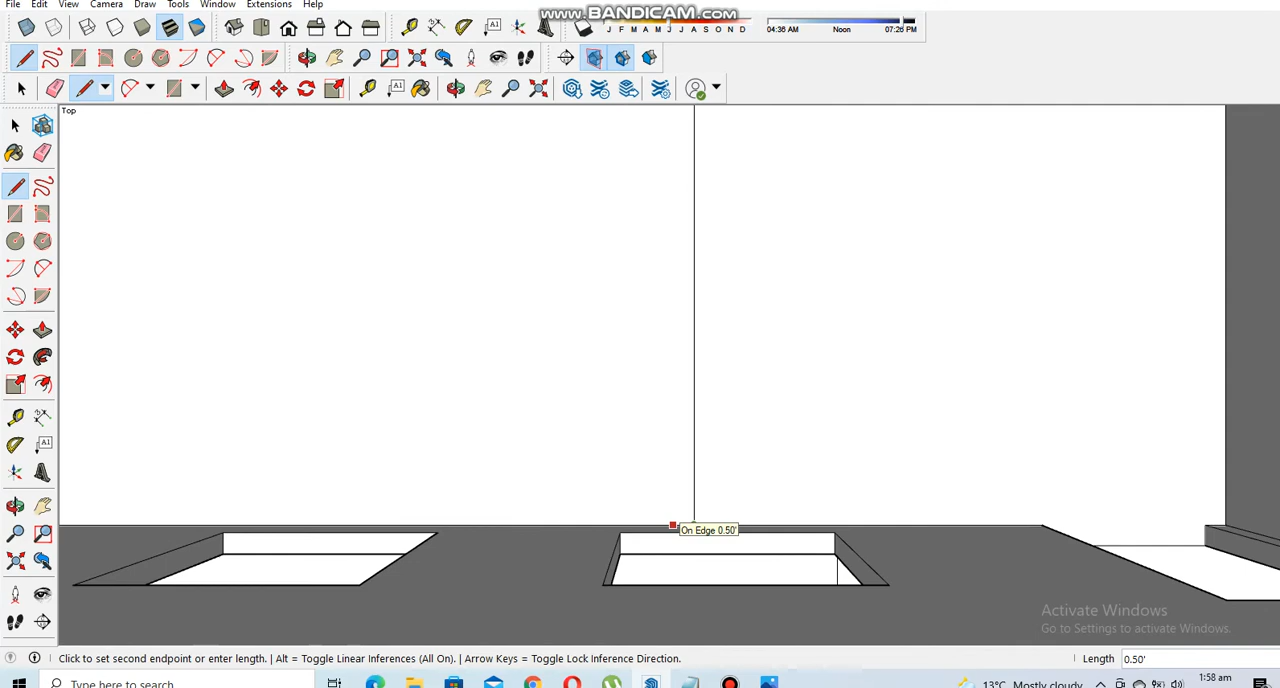 File Edit View Camera Draw Tools Window Extensions Help
www.BANDICAM.com
J F M A M J J A S O N D
04:36 AM Noon 07:26 PM
Top
On Edge 0.50'
Activate Windows
Go to Settings to activate Windows.
Click to set second endpoint or enter length. | Alt = Toggle Linear Inferences (All On). | Arrow Keys = Toggle Lock Inference Direction.
Length 0.50'
Type here to search
13°C Mostly cloudy
1:58 am